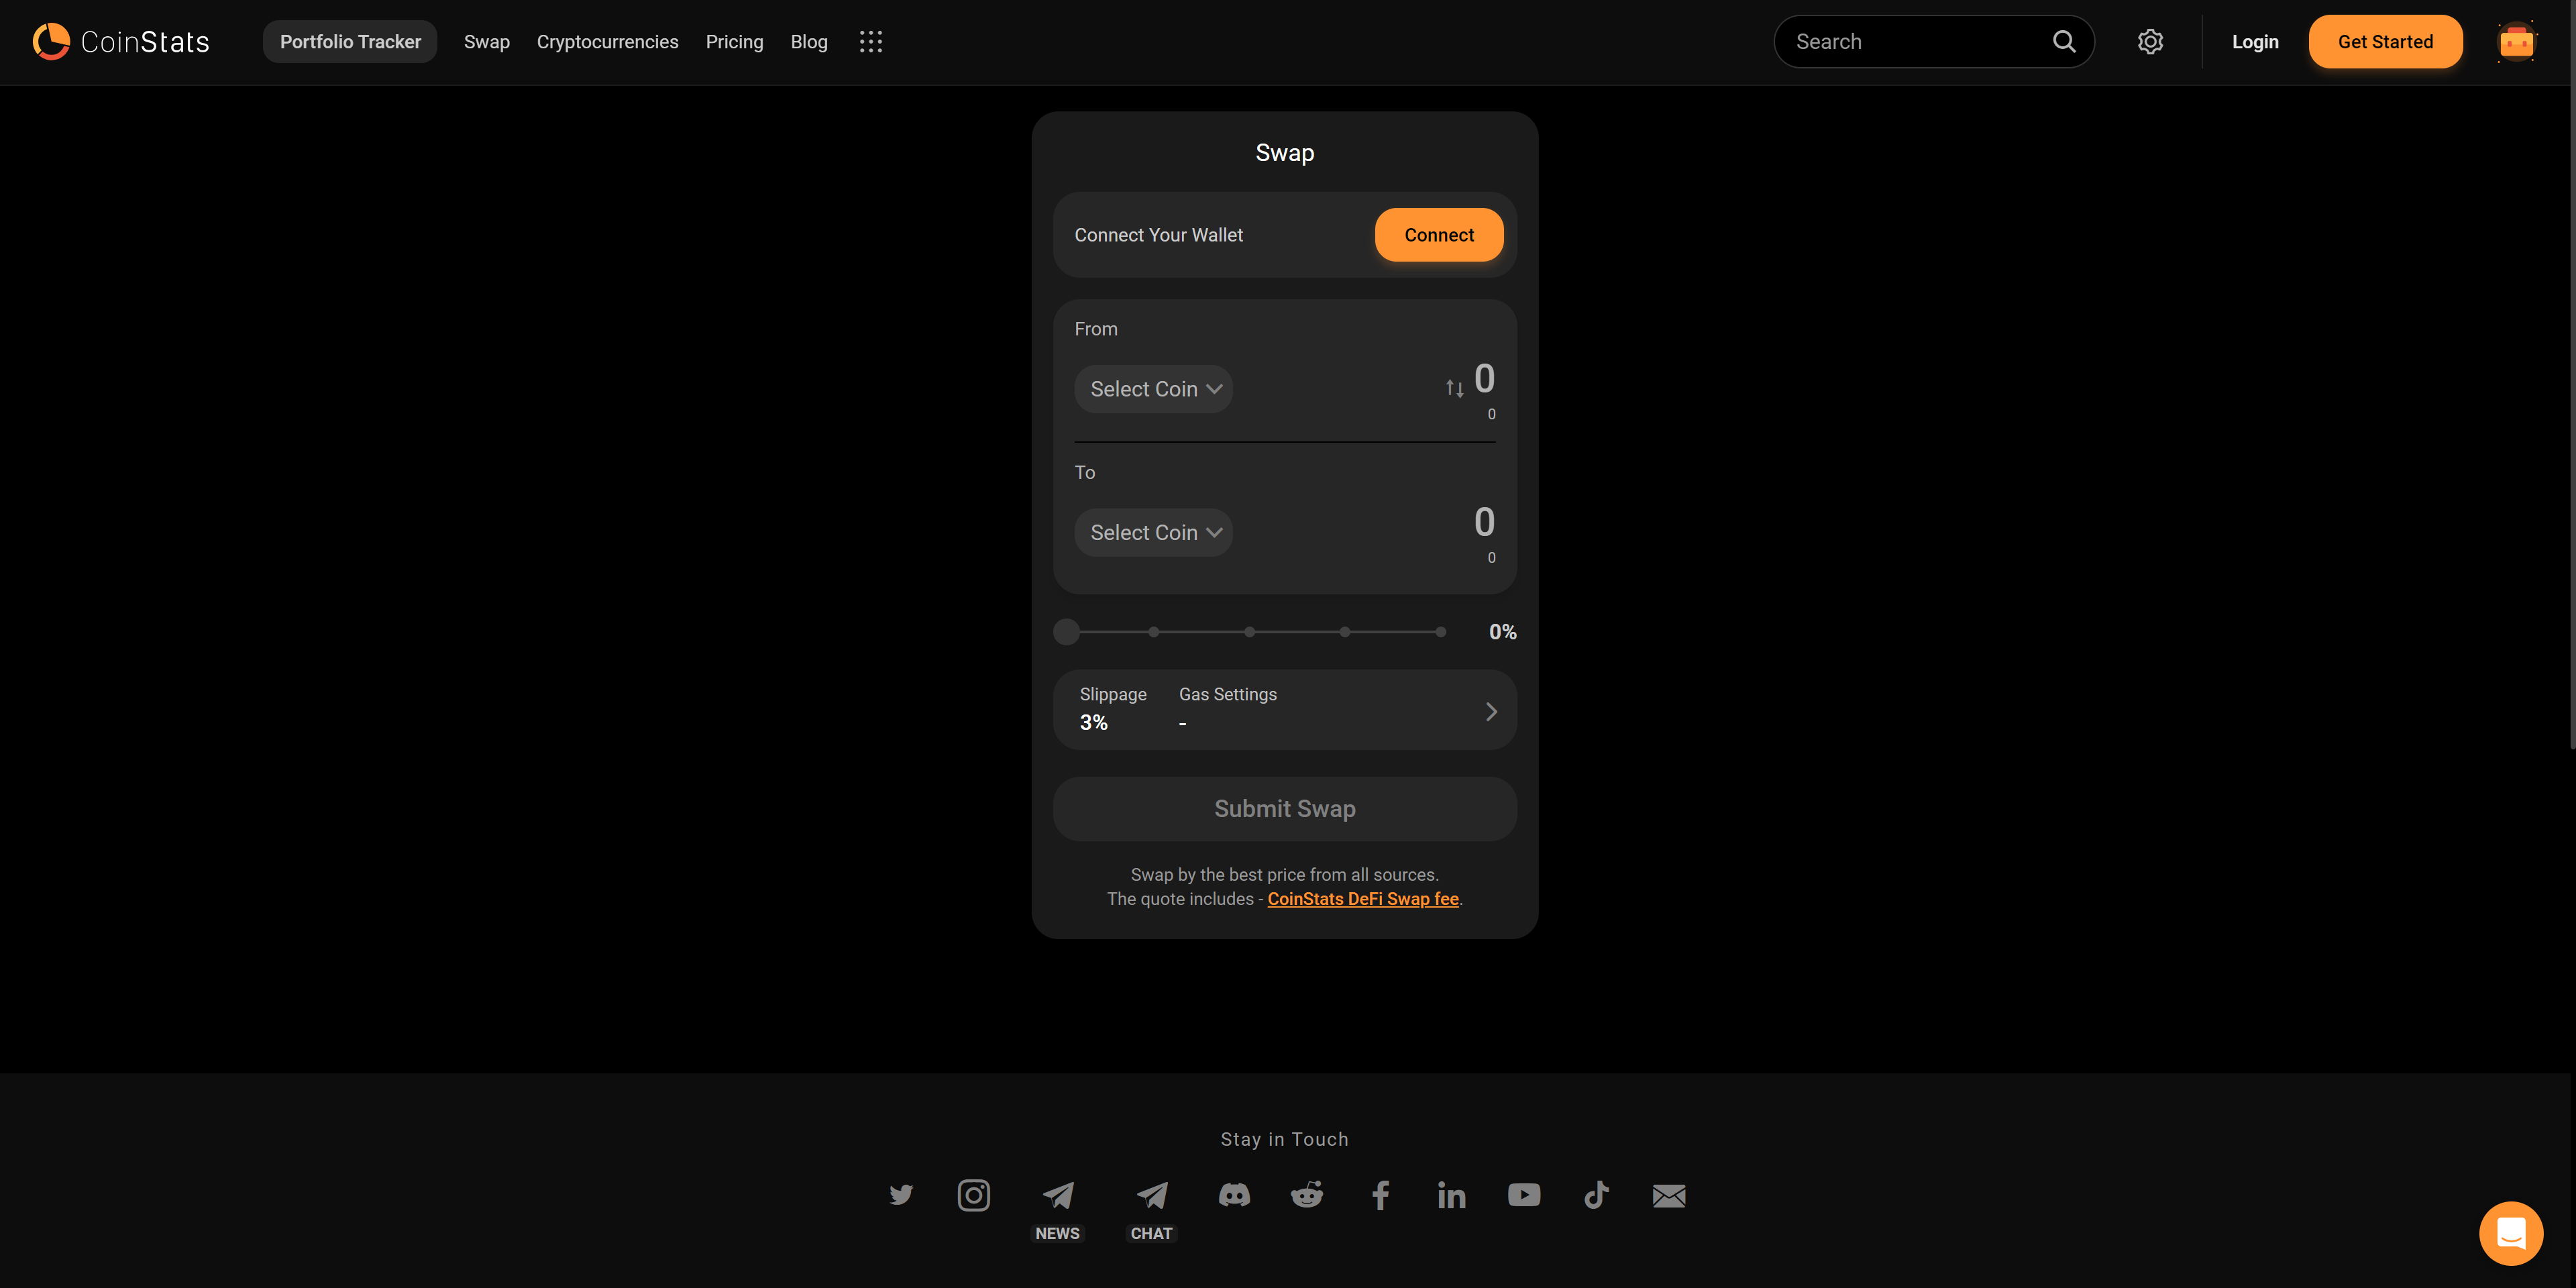 CoinStats
Portfolio Tracker
Swap
Cryptocurrencies
Pricing
Blog
Search
Login
Get Started
Swap
Connect Your Wallet
Connect
From
Select Coin
0
0
To
Select Coin
0
0
0%
Slippage
Gas Settings
3%
-
Submit Swap
Swap by the best price from all sources.
The quote includes - CoinStats DeFi Swap fee.
Stay in Touch
NEWS
CHAT